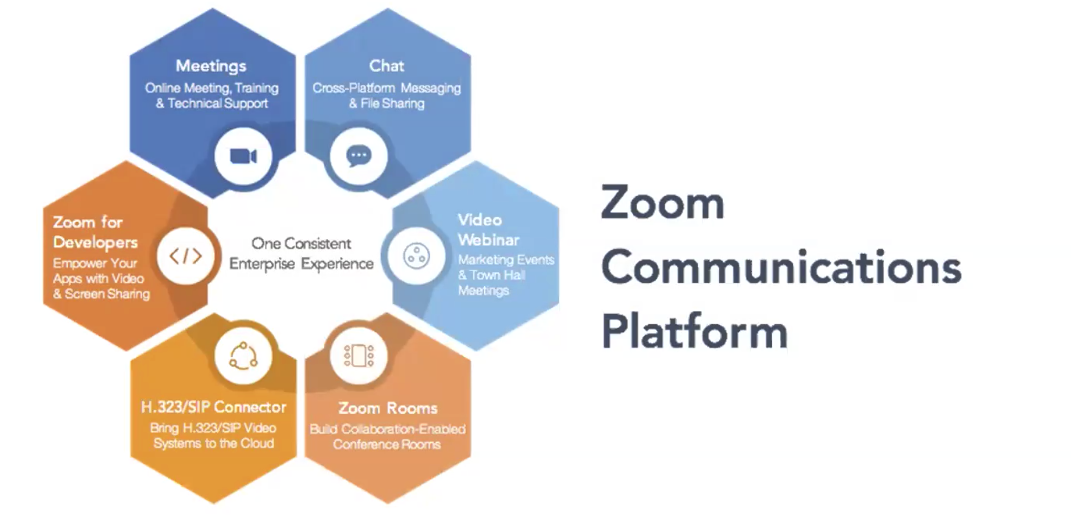 Meetings
Online Meeting, Training
& Technical Support
Chat
Cross-Platform Messaging
& File Sharing
Zoom for
Developers
Empower Your
Apps with Video
& Screen Sharing
One Consistent
Enterprise Experience
Video
Webinar
Marketing Events
& Town Hall
Meetings
H.323/SIP Connector
Bring H.323/SIP Video
Systems to the Cloud
Zoom Rooms
Build Collaboration-Enabled
Conference Rooms
Zoom
Communications
Platform